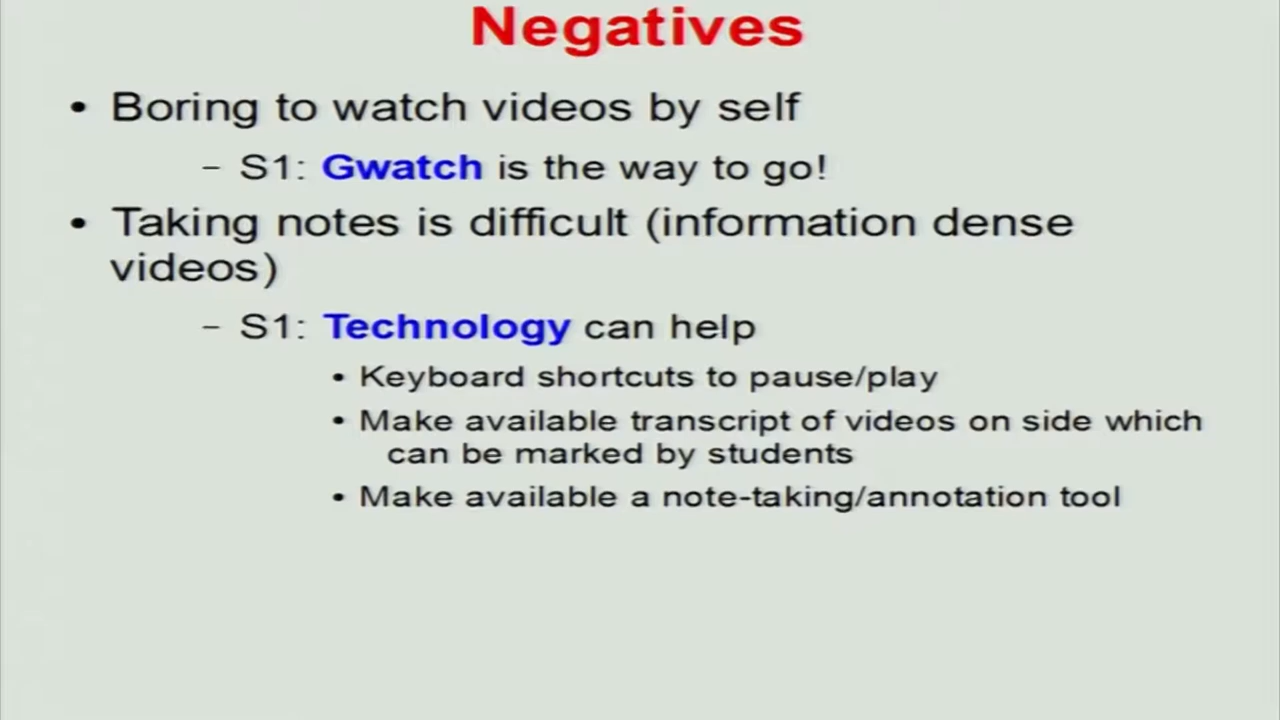 Negatives
• Boring to watch videos by self
– S1: Gwatch is the way to go!
• Taking notes is difficult (information dense
videos)
– S1: Technology can help
• Keyboard shortcuts to pause/play
• Make available transcript of videos on side which
can be marked by students
• Make available a note-taking/annotation tool